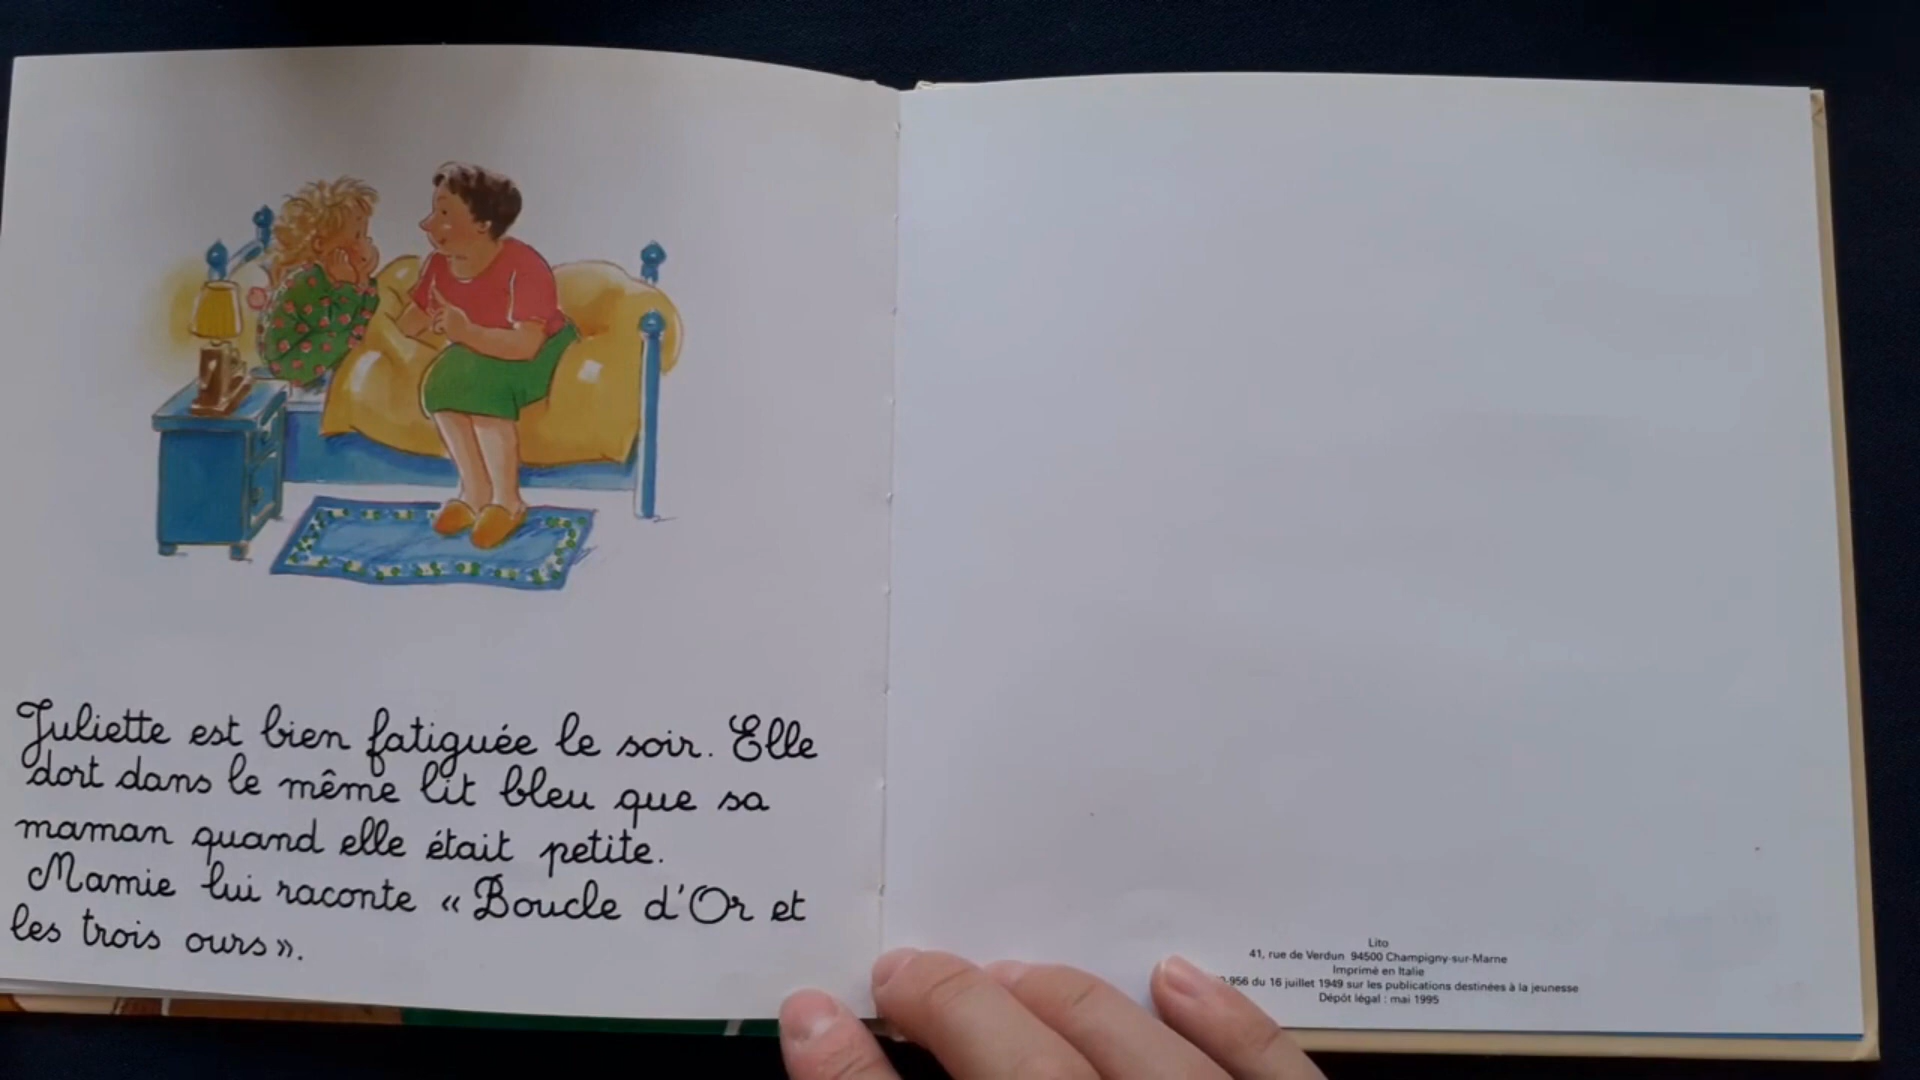 Juliette est bien fatiguée le soir. Elle
dort dans le même lit bleu que sa
maman quand elle était petite.
Mamie lui raconte « Boucle d'Or et
les trois ours ».
Lito
41, rue de Verdun 94500 Champigny-sur-Marne
Imprimé en Italie
956 du 16 juillet 1949 sur les publications destinées à la jeunesse
Dépôt légal : mai 1995